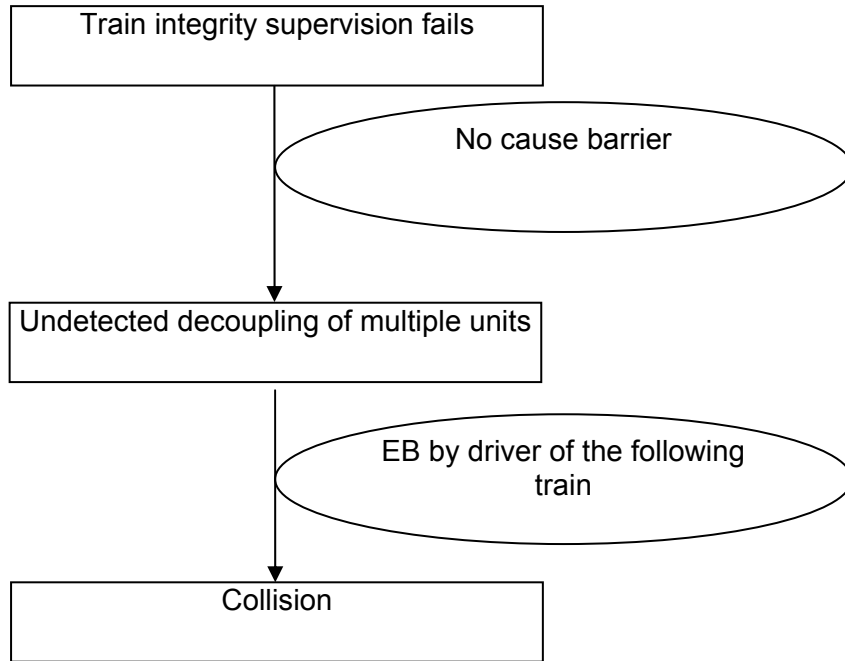 Train integrity supervision fails
No cause barrier
Undetected decoupling of multiple units
EB by driver of the following
train
Collision